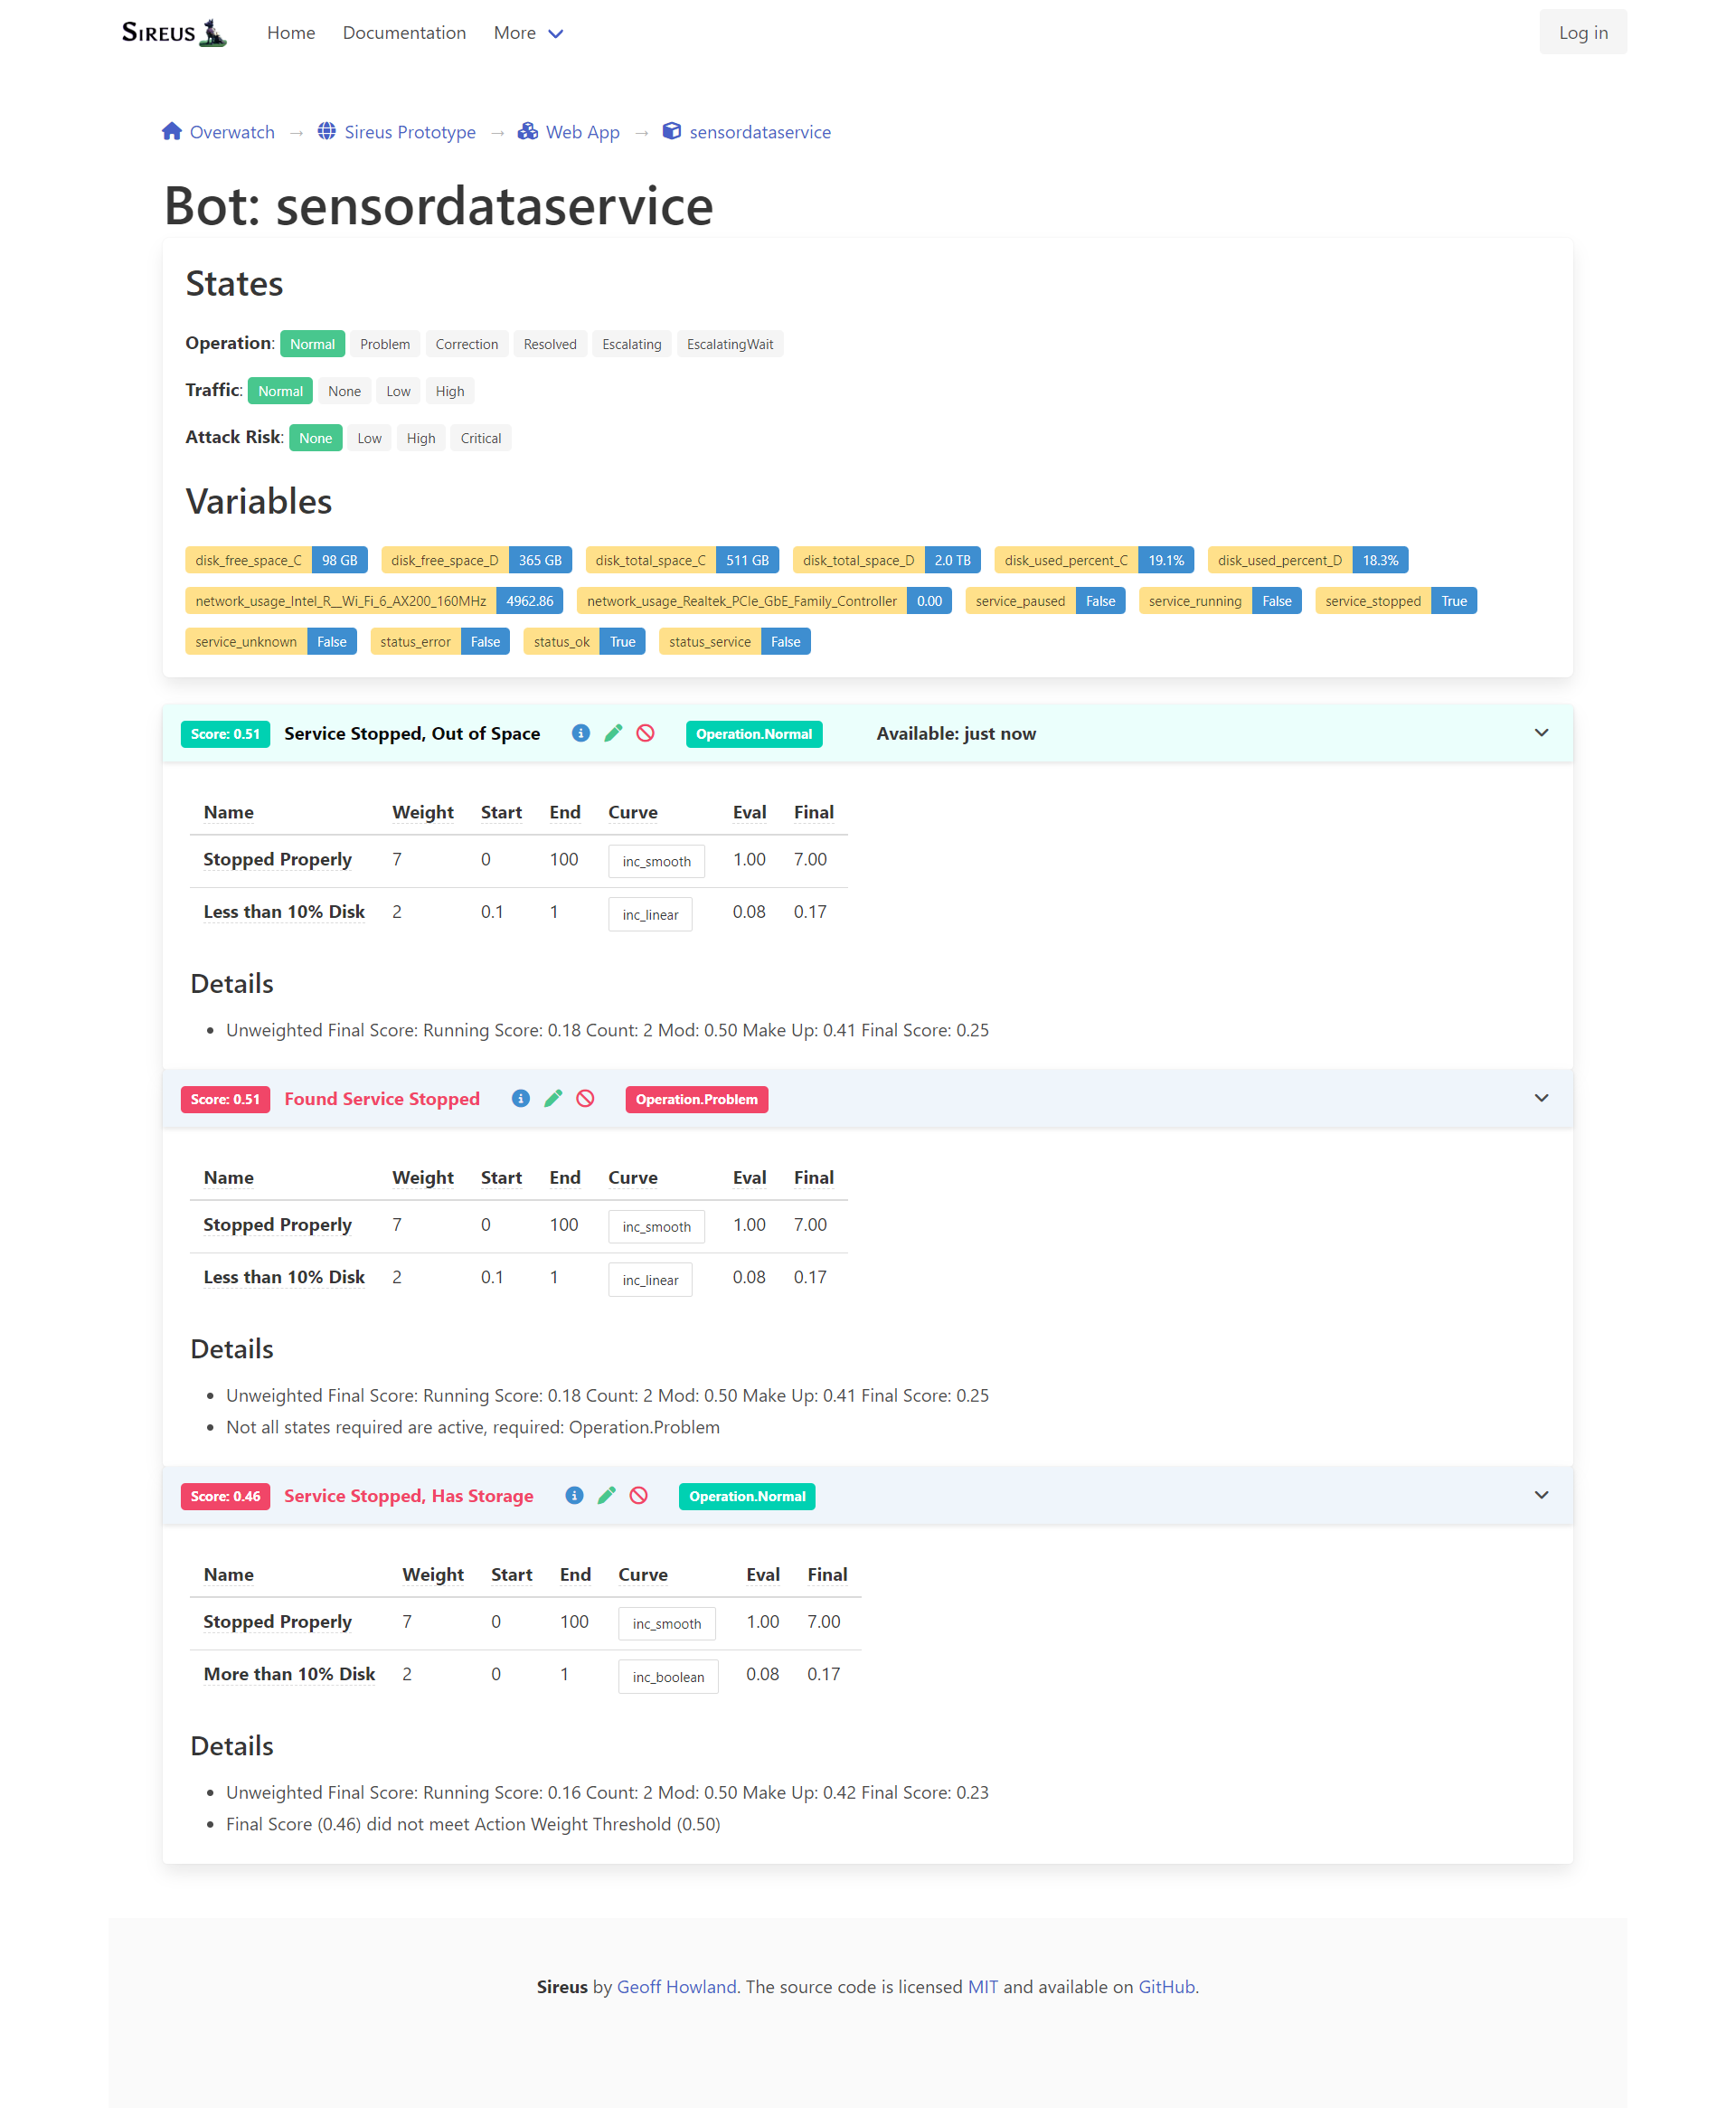 SIREUS Home Documentation More Log in
Overwatch → Sireus Prototype → Web App → sensordataservice
Bot: sensordataservice
States
Operation: Normal Problem Correction Resolved Escalating EscalatingWait
Traffic: Normal None Low High
Attack Risk: None Low High Critical
Variables
disk_free_space_C 98 GB disk_free_space_D 365 GB disk_total_space_C 511 GB disk_total_space_D 2.0 TB disk_used_percent_C 19.1% disk_used_percent_D 18.3%
network_usage_Intel_R__Wi_Fi_6_AX200_160MHz 4962.86 network_usage_Realtek_PCIe_GbE_Family_Controller 0.00 service_paused False service_running False service_stopped True
service_unknown False status_error False status_ok True status_service False
Score: 0.51 Service Stopped, Out of Space Operation.Normal Available: just now
Name Weight Start End Curve Eval Final
Stopped Properly 7 0 100 inc_smooth 1.00 7.00
Less than 10% Disk 2 0.1 1 inc_linear 0.08 0.17
Details
• Unweighted Final Score: Running Score: 0.18 Count: 2 Mod: 0.50 Make Up: 0.41 Final Score: 0.25
Score: 0.51 Found Service Stopped Operation.Problem
Name Weight Start End Curve Eval Final
Stopped Properly 7 0 100 inc_smooth 1.00 7.00
Less than 10% Disk 2 0.1 1 inc_linear 0.08 0.17
Details
• Unweighted Final Score: Running Score: 0.18 Count: 2 Mod: 0.50 Make Up: 0.41 Final Score: 0.25
• Not all states required are active, required: Operation.Problem
Score: 0.46 Service Stopped, Has Storage Operation.Normal
Name Weight Start End Curve Eval Final
Stopped Properly 7 0 100 inc_smooth 1.00 7.00
More than 10% Disk 2 0 1 inc_boolean 0.08 0.17
Details
• Unweighted Final Score: Running Score: 0.16 Count: 2 Mod: 0.50 Make Up: 0.42 Final Score: 0.23
• Final Score (0.46) did not meet Action Weight Threshold (0.50)
Sireus by Geoff Howland. The source code is licensed MIT and available on GitHub.